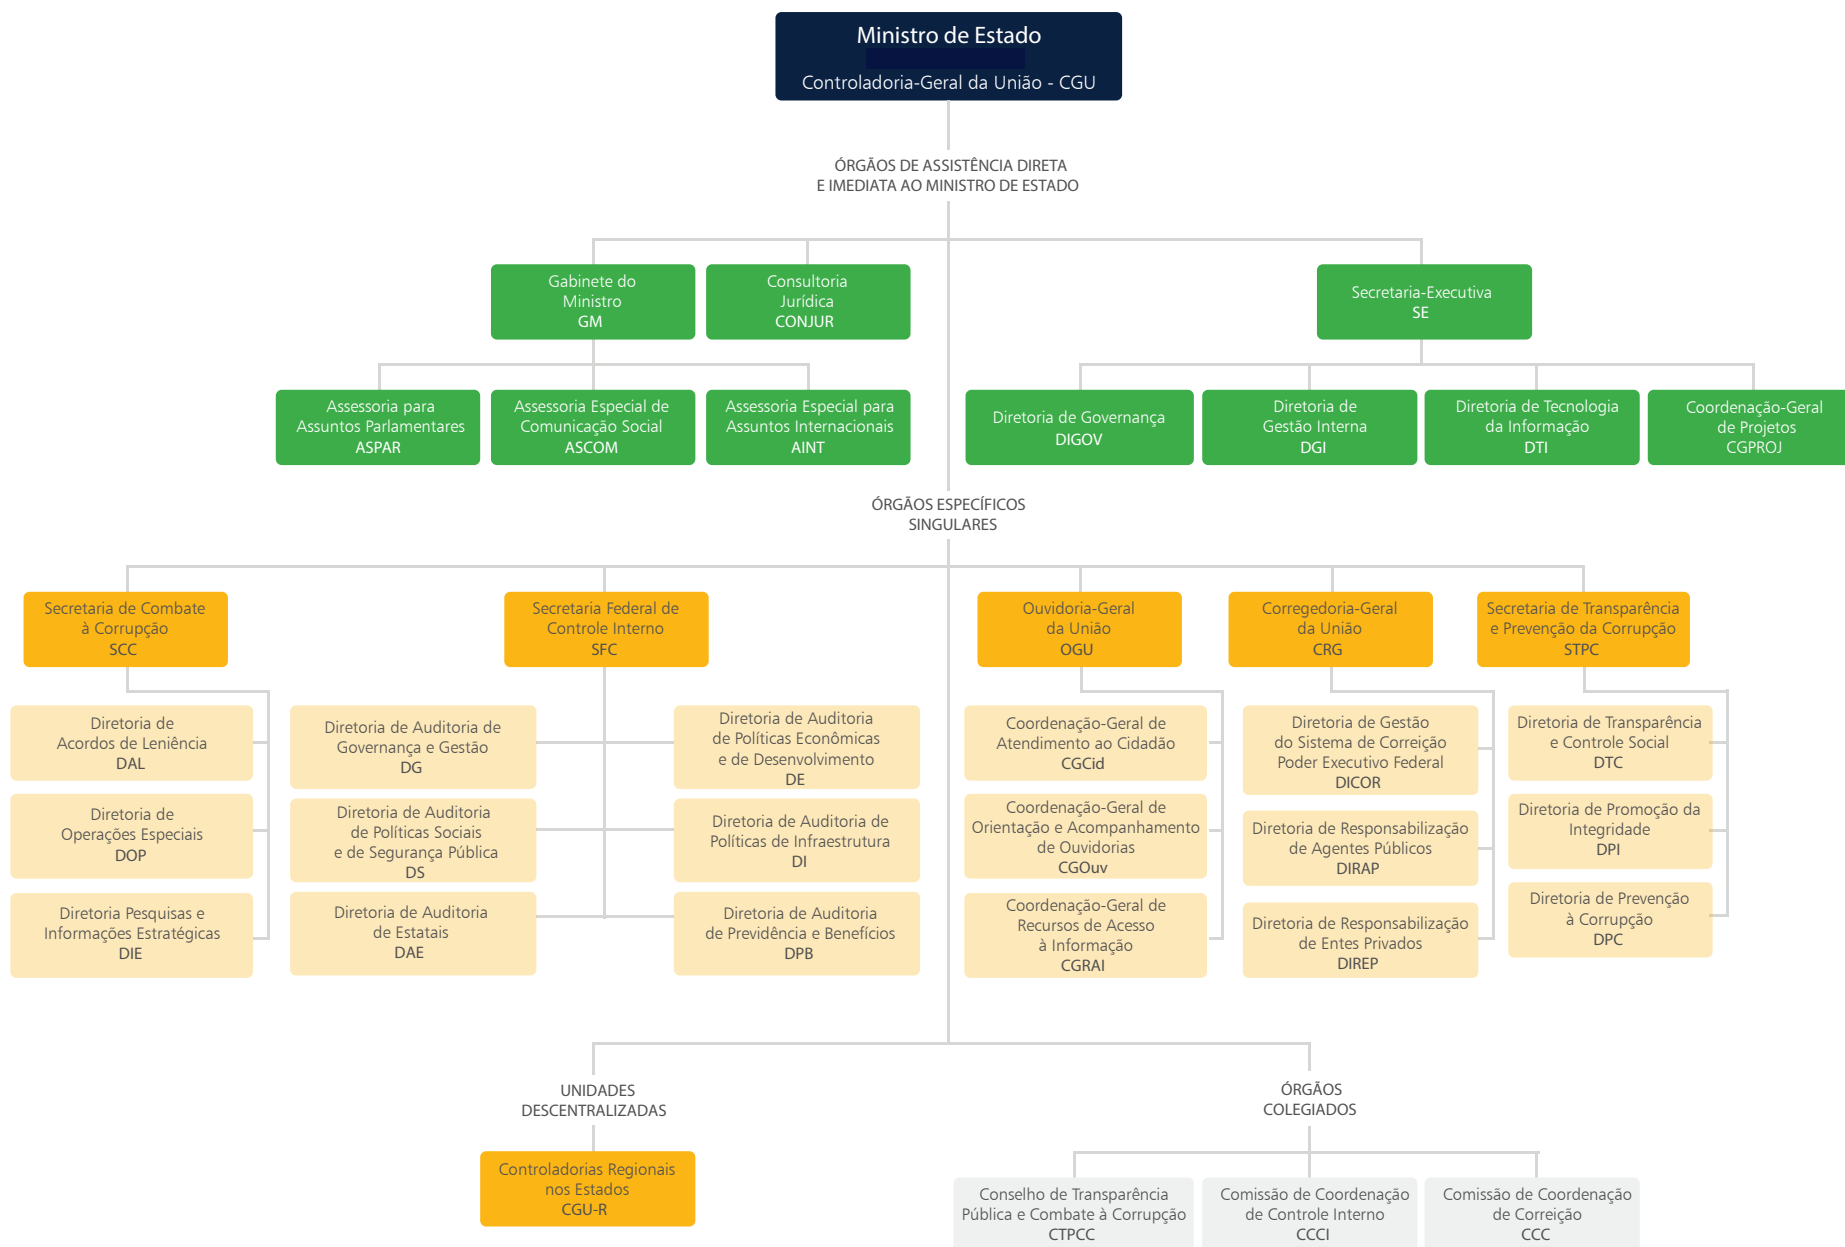 Ministro de Estado
Controladoria-Geral da União - CGU
ÓRGÃOS DE ASSISTÊNCIA DIRETA
E IMEDIATA AO MINISTRO DE ESTADO
Gabinete do
Ministro
GM
Consultoria
Jurídica
CONJUR
Secretaria-Executiva
SE
Assessoria para
Assuntos Parlamentares
ASPAR
Assessoria Especial de
Comunicação Social
ASCOM
Assessoria Especial para
Assuntos Internacionais
AINT
Diretoria de Governança
DIGOV
Diretoria de
Gestão Interna
DGI
Diretoria de Tecnologia
da Informação
DTI
Coordenação-Geral
de Projetos
CGPROJ
ÓRGÃOS ESPECÍFICOS
SINGULARES
Secretaria de Combate
à Corrupção
SCC
Secretaria Federal de
Controle Interno
SFC
Ouvidoria-Geral
da União
OGU
Corregedoria-Geral
da União
CRG
Secretaria de Transparência
e Prevenção da Corrupção
STPC
Diretoria de
Acordos de Leniência
DAL
Diretoria de
Operações Especiais
DOP
Diretoria Pesquisas e
Informações Estratégicas
DIE
Diretoria de Auditoria de
Governança e Gestão
DG
Diretoria de Auditoria
de Políticas Sociais
e de Segurança Pública
DS
Diretoria de Auditoria
de Estatais
DAE
Diretoria de Auditoria
de Políticas Econômicas
e de Desenvolvimento
DE
Diretoria de Auditoria de
Políticas de Infraestrutura
DI
Diretoria de Auditoria
de Previdência e Benefícios
DPB
Coordenação-Geral de
Atendimento ao Cidadão
CGCid
Coordenação-Geral de
Orientação e Acompanhamento
de Ouvidorias
CGOuv
Coordenação-Geral de
Recursos de Acesso
à Informação
CGRAI
Diretoria de Gestão
do Sistema de Correição
Poder Executivo Federal
DICOR
Diretoria de Responsabilização
de Agentes Públicos
DIRAP
Diretoria de Responsabilização
de Entes Privados
DIREP
Diretoria de Transparência
e Controle Social
DTC
Diretoria de Promoção da
Integridade
DPI
Diretoria de Prevenção
à Corrupção
DPC
UNIDADES
DESCENTRALIZADAS
Controladorias Regionais
nos Estados
CGU-R
ÓRGÃOS
COLEGIADOS
Conselho de Transparência
Pública e Combate à Corrupção
CTPCC
Comissão de Coordenação
de Controle Interno
CCCI
Comissão de Coordenação
de Correição
CCC